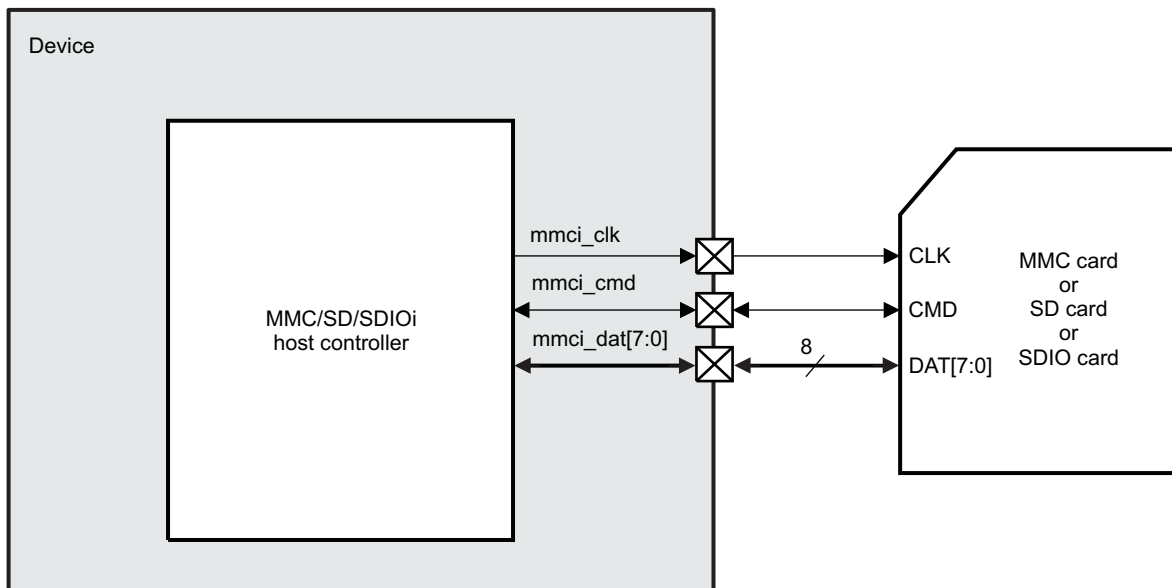 Device
mmci_clk
mmci_cmd
mmci_dat[7:0]
MMC/SD/SDIOi
host controller
8
CLK
CMD
DAT[7:0]
MMC card
or
SD card
or
SDIO card